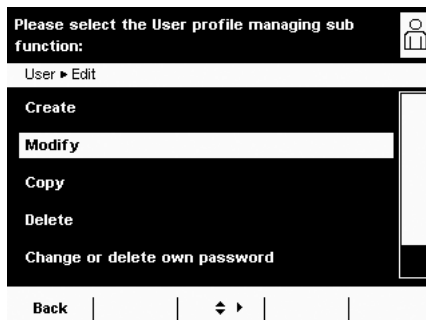 Please select the User profile managing sub
function:
User ▸ Edit
Create
Modify
Copy
Delete
Change or delete own password
Back